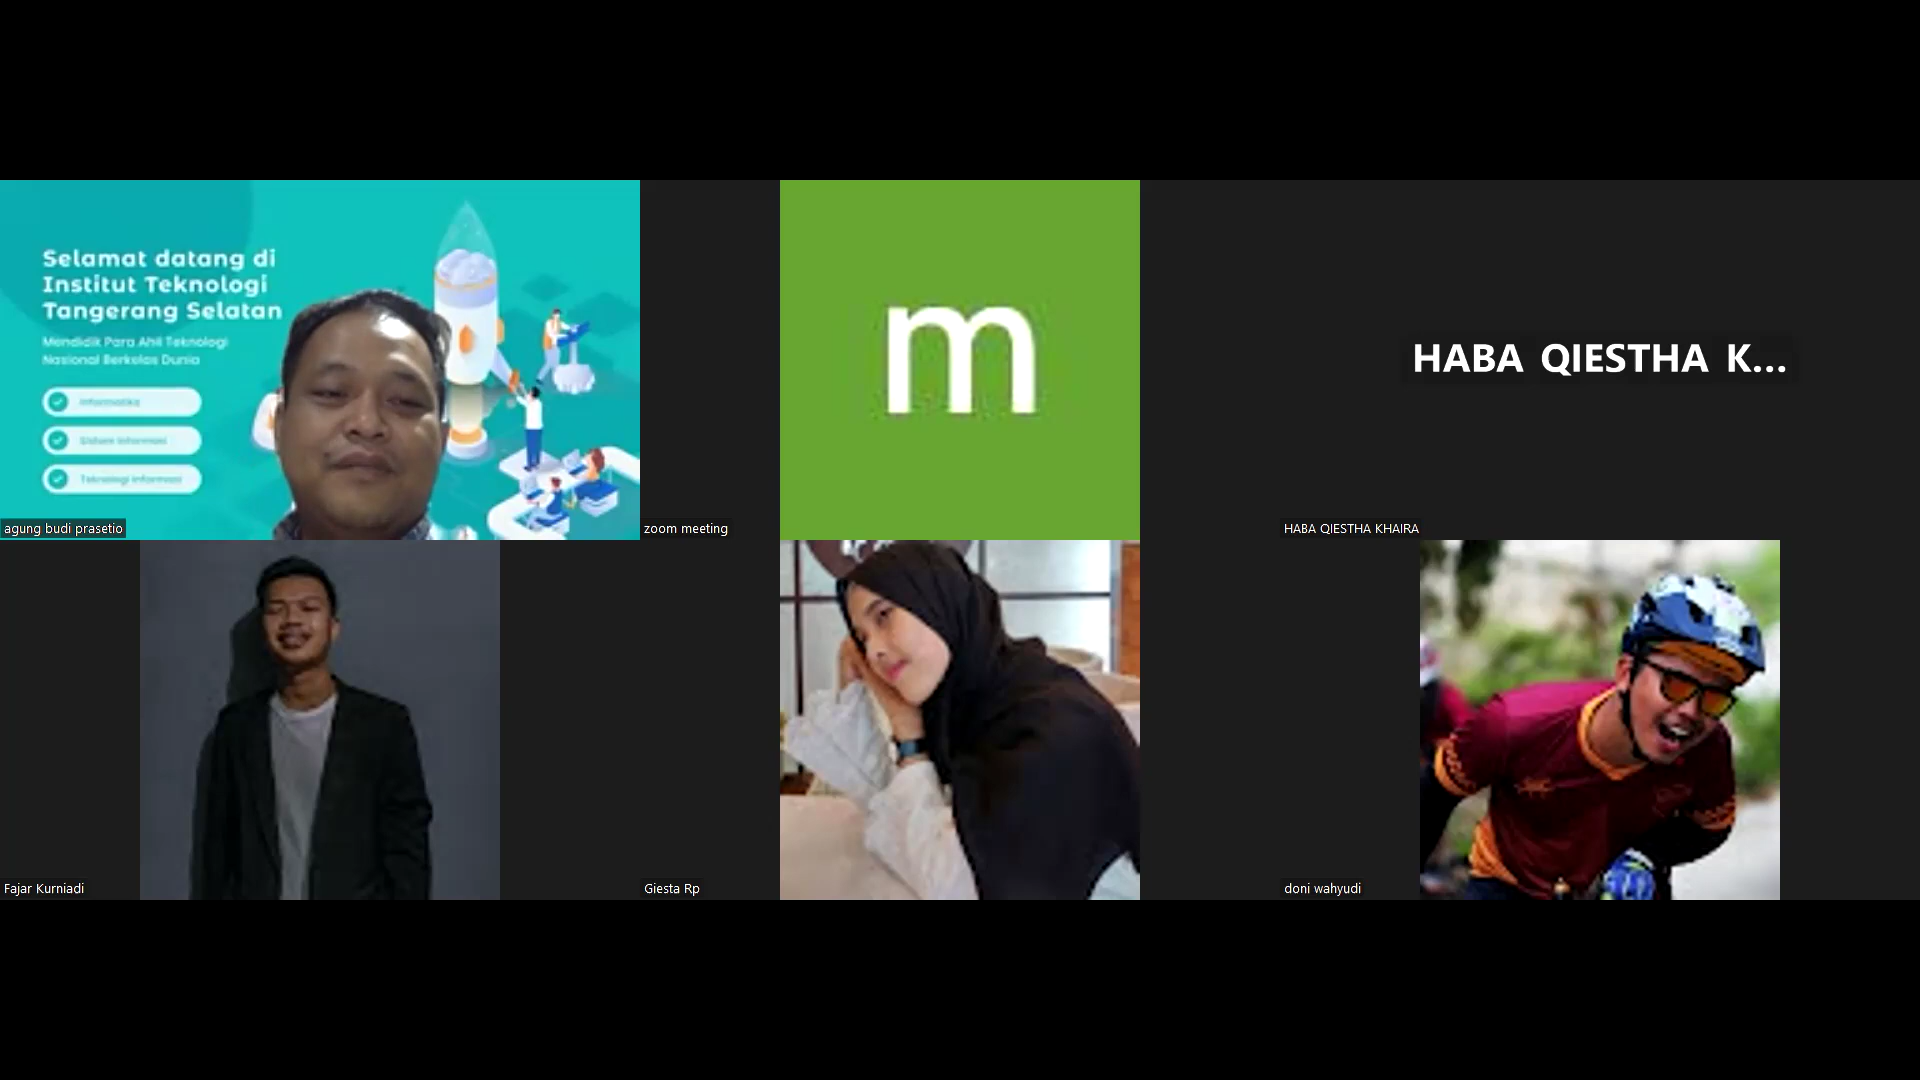 Selamat datang di
Institut Teknologi
Tangerang Selatan
Mendidik Para Ahli Teknologi
Nasional Berkelas Dunia
Informatika
Sistem Informasi
Teknologi Informasi
agung budi prasetio
m
zoom meeting
HABA QIESTHA K...
HABA QIESTHA KHAIRA
Fajar Kurniadi
Giesta Rp
doni wahyudi